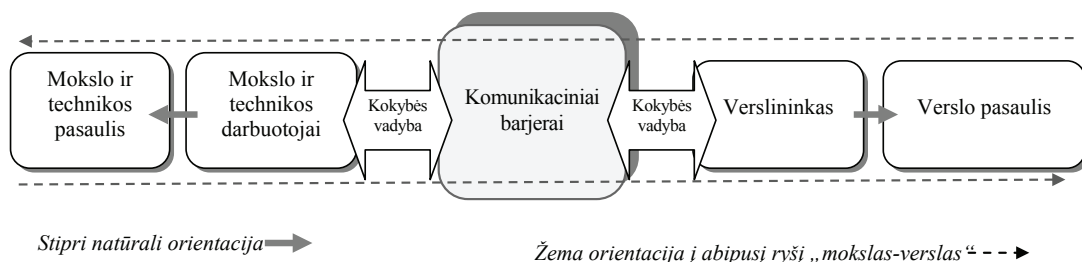 Mokslo ir
technikos
pasaulis
Mokslo ir
technikos
darbuotojai
Kokybės
vadyba
Komunikaciniai
barjerai
Kokybės
vadyba
Verslininkas
Verslo pasaulis
Stipri natūrali orientacija
Žema orientacija į abipusį ryšį „mokslas-verslas“